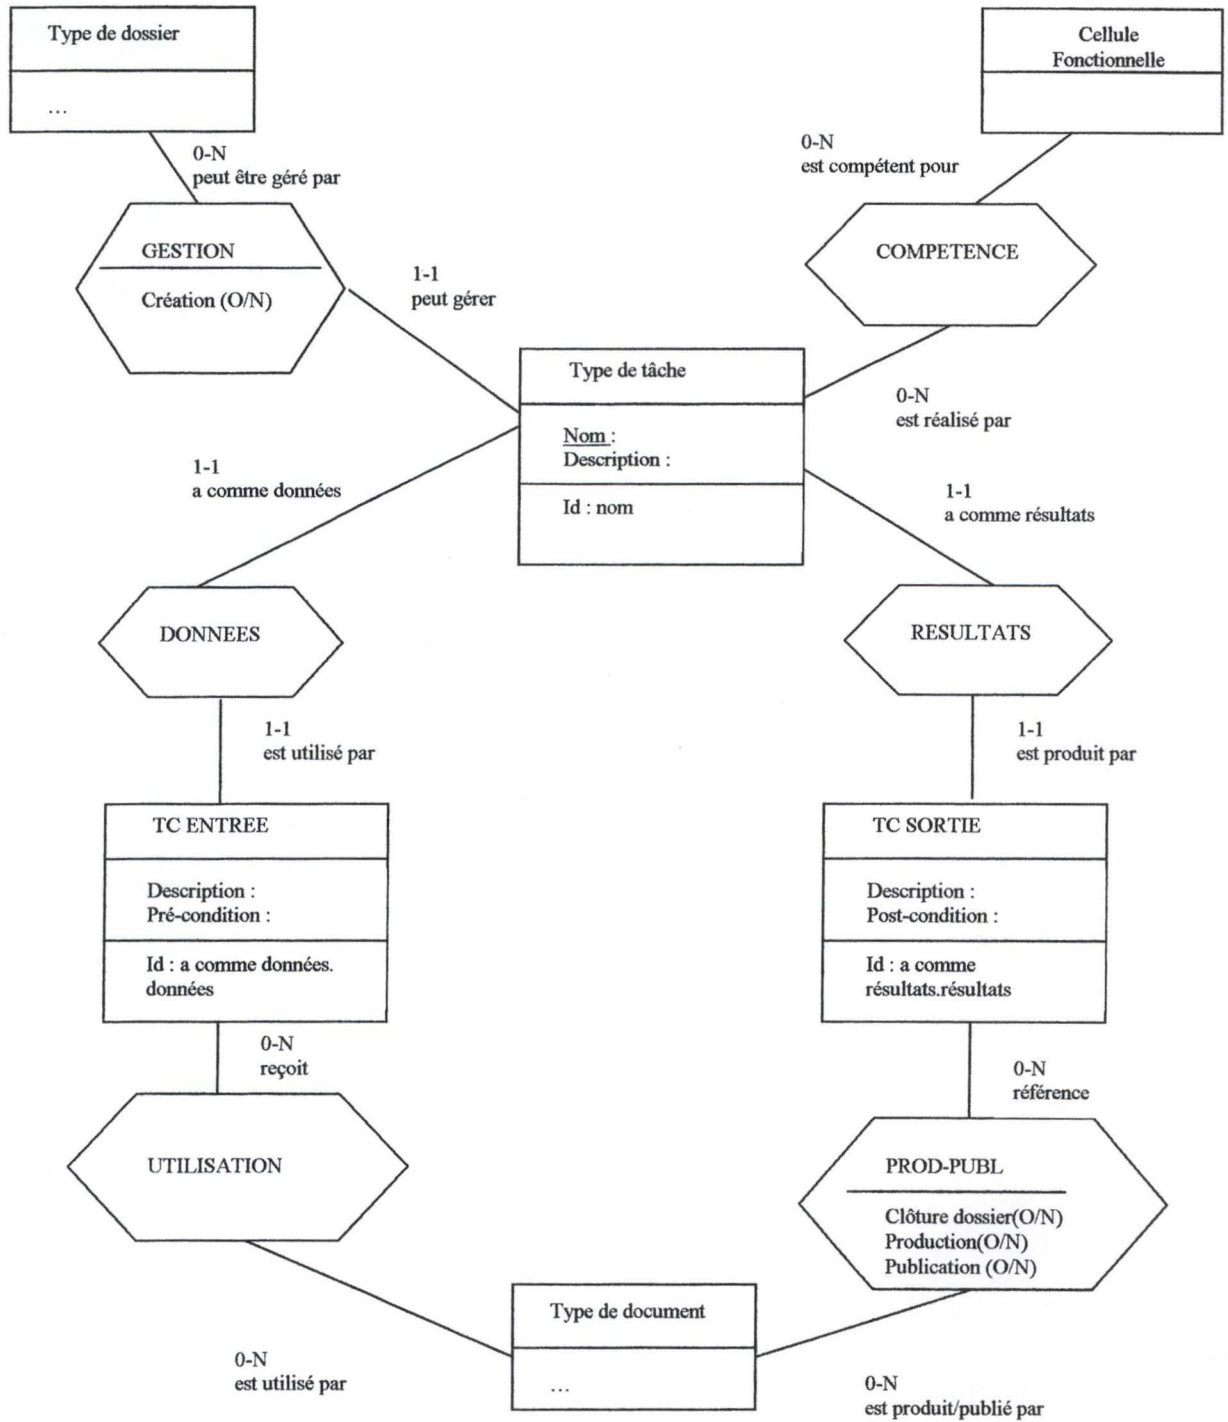 Type de dossier
…
Cellule
Fonctionnelle
0-N
peut être géré par
0-N
est compétent pour
GESTION
Création (O/N)
COMPETENCE
1-1
peut gérer
Type de tâche
Nom :
Description :
Id : nom
0-N
est réalisé par
1-1
a comme données
1-1
a comme résultats
DONNEES
RESULTATS
1-1
est utilisé par
1-1
est produit par
TC ENTREE
Description :
Pré-condition :
Id : a comme données.
données
TC SORTIE
Description :
Post-condition :
Id : a comme
résultats.résultats
0-N
reçoit
0-N
référence
UTILISATION
PROD-PUBL
Clôture dossier(O/N)
Production(O/N)
Publication (O/N)
Type de document
…
0-N
est utilisé par
0-N
est produit/publié par